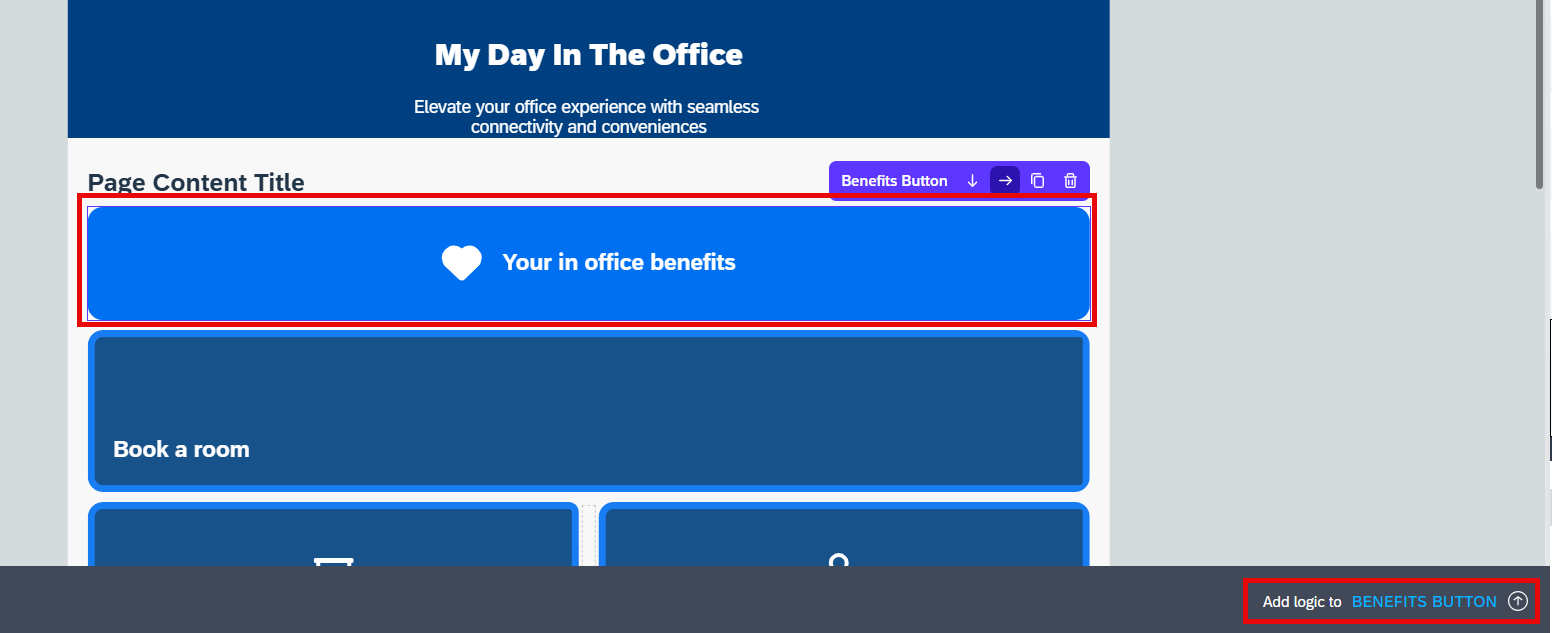 My Day In The Office
Elevate your office experience with seamless
connectivity and conveniences
Page Content Title
Benefits Button
Your in office benefits
Book a room
Add logic to BENEFITS BUTTON